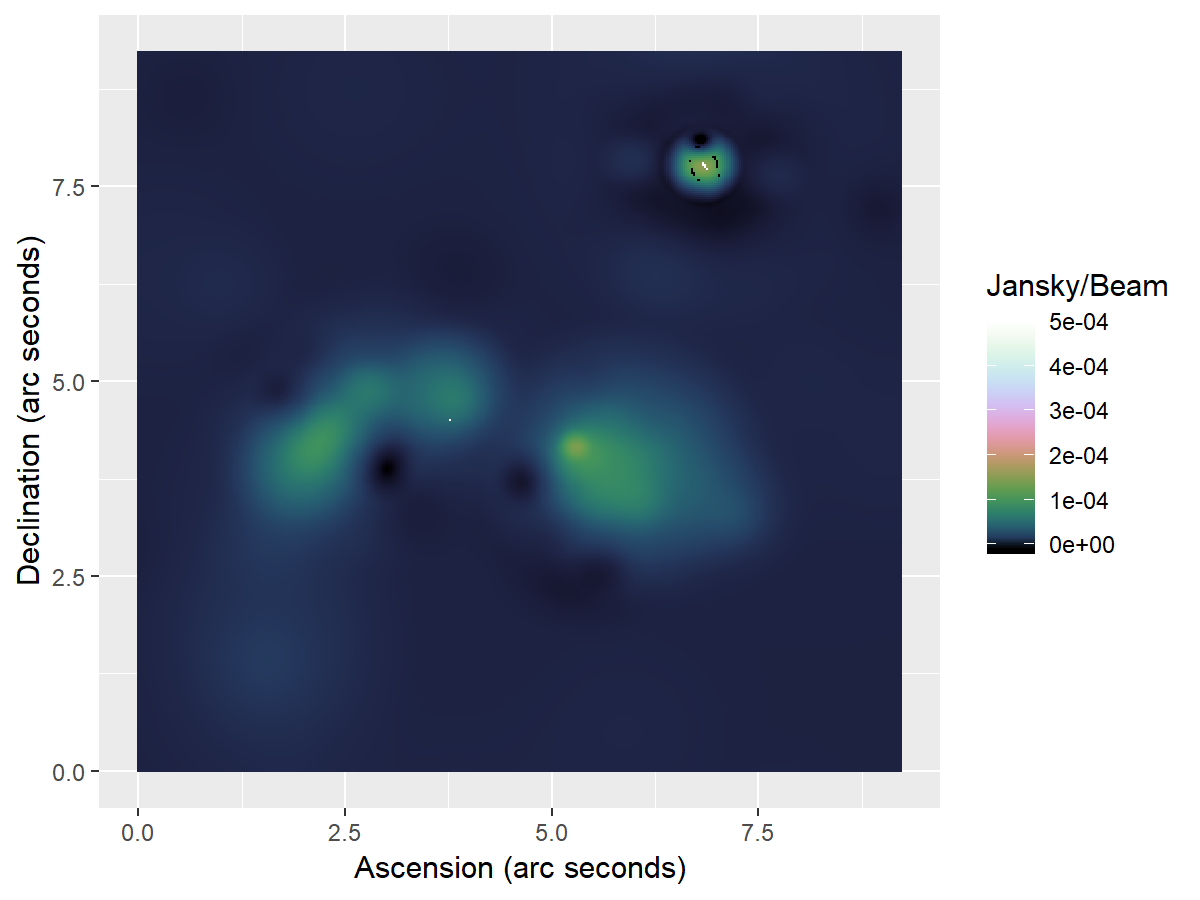 Declination (arc seconds)
7.5
5.0
2.5
0.0
0.0 2.5 5.0 7.5
Ascension (arc seconds)
Jansky/Beam
5e-04
4e-04
3e-04
2e-04
1e-04
0e+00